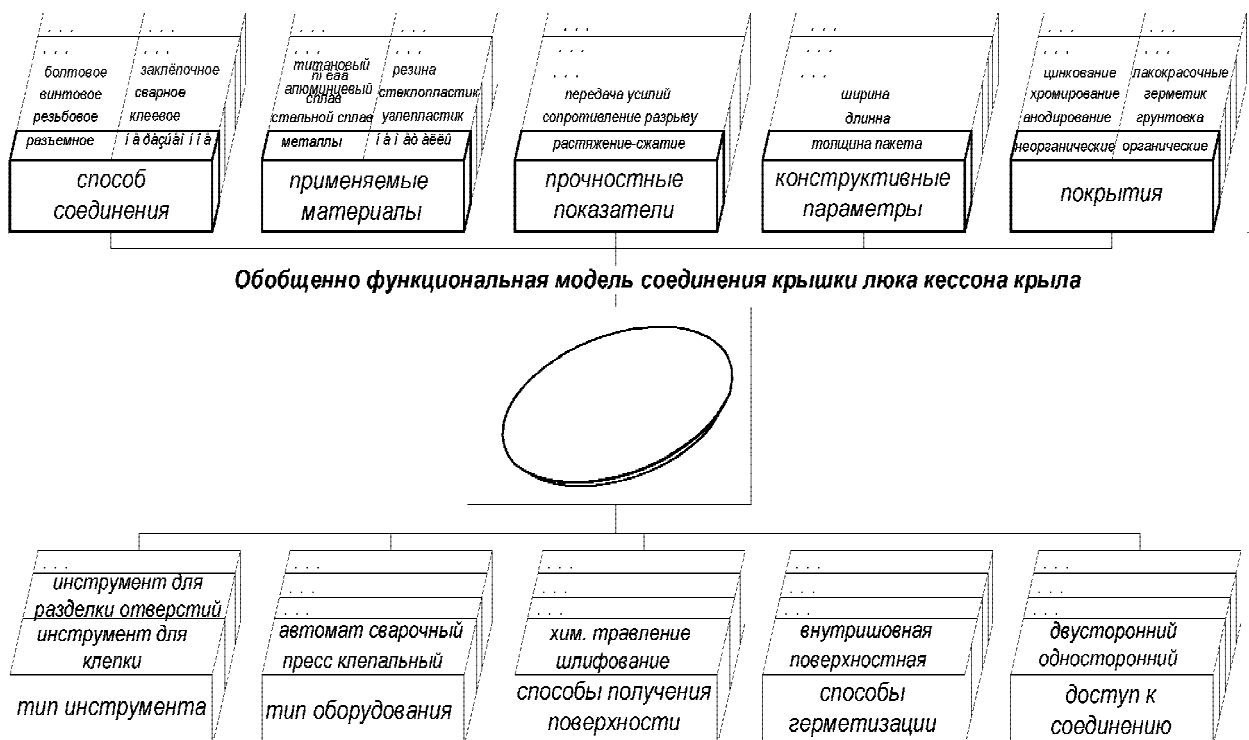 . . . . . .
. . . . . .
болтовое заклёпочное
винтовое сварное
резьбовое клеевое
разъемное
способ
соединения
. . . . . .
. . .
титановый резина
алюминиевый стеклопластик
сплав
стальной сплав углепластик
металлы
применяемые
материалы
. . .
. . .
. . .
передача усилий
сопротивление разрыву
растяжение-сжатие
прочностные
показатели
. . .
. . .
. . .
ширина
длинна
толщина пакета
конструктивные
параметры
. . . . . .
. . . . . .
цинкование лакокрасочные
хромирование герметик
анодирование грунтовка
неорганические органические
покрытия
Обобщенно функциональная модель соединения крышки люка кессона крыла
. . .
инструмент для
разделки отверстий
инструмент для
клепки
тип инструмента
. . .
. . .
. . .
автомат сварочный
пресс клепальный
тип оборудования
. . .
. . .
. . .
хим. травление
шлифование
способы получения
поверхности
. . .
. . .
. . .
внутришовная
поверхностная
способы
герметизации
. . .
. . .
. . .
двусторонний
односторонний
доступ к
соединению